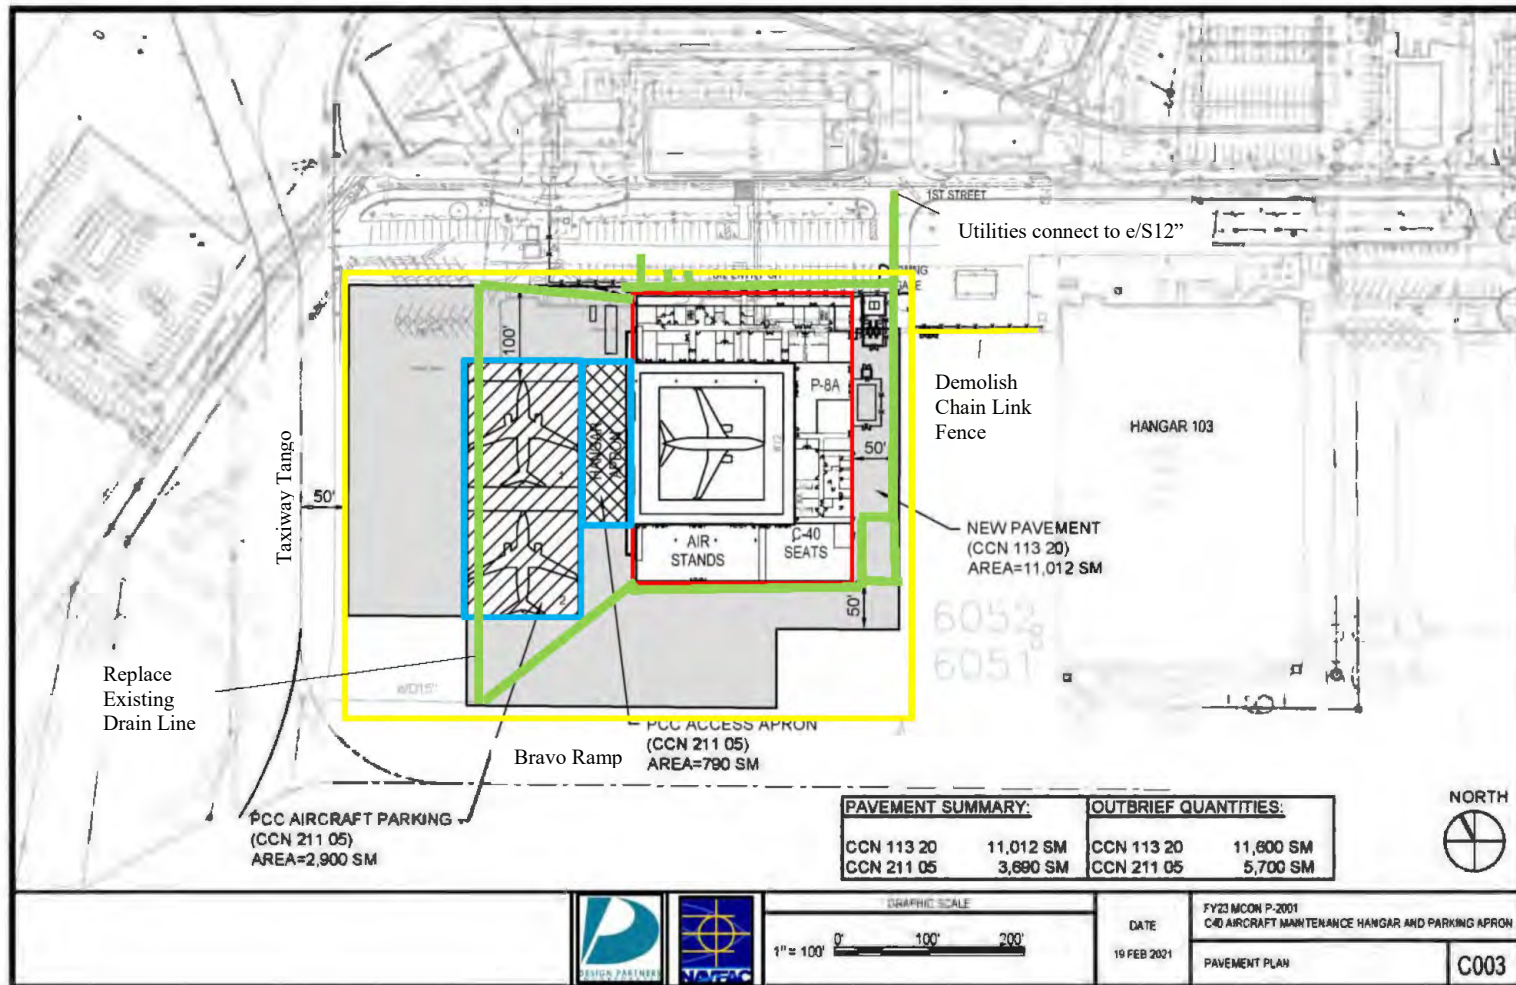 1ST STREET
Utilities connect to e/S12”
100'
P-8A
Demolish
Chain Link
Fence
HANGAR 103
HANGAR
APRON
50'
Taxiway Tango
50'
NEW PAVEMENT
(CCN 113 20)
AREA=11,012 SM
AIR
STANDS
C-40
SEATS
2
50'
6052
6051
Replace
Existing
Drain Line
WD15"
PCC ACCESS APRON
(CCN 211 05)
AREA=790 SM
Bravo Ramp
PCC AIRCRAFT PARKING
(CCN 211 05)
AREA=2,900 SM
PAVEMENT SUMMARY:
CCN 113 20 11,012 SM
CCN 211 05 3,690 SM
OUTBRIEF QUANTITIES:
CCN 113 20 11,600 SM
CCN 211 05 5,700 SM
NORTH
DESIGN PARTNERS
INCORPORATED
NAVFAC
GRAPHIC SCALE
1" = 100'
0' 100' 200'
DATE
19 FEB 2021
FY23 MCON P-2001
C40 AIRCRAFT MAINTENANCE HANGAR AND PARKING APRON
PAVEMENT PLAN
C003